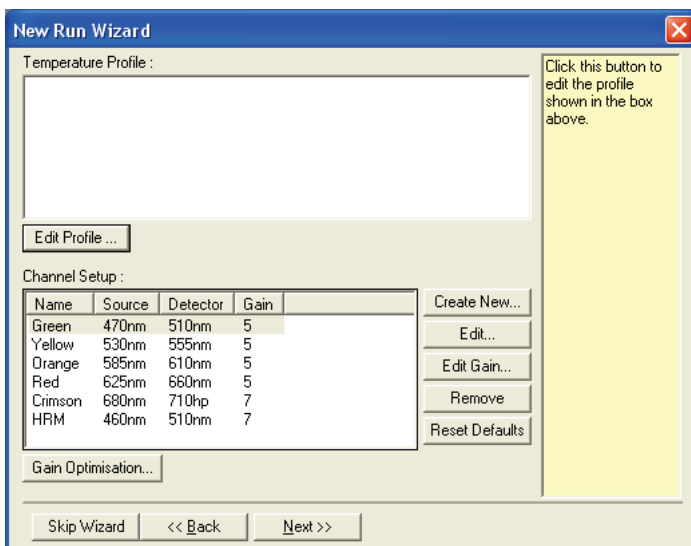 New Run Wizard
Temperature Profile :
Click this button to
edit the profile
shown in the box
above.
Edit Profile ...
Channel Setup :
Name Source Detector Gain
Green 470nm 510nm 5
Yellow 530nm 555nm 5
Orange 585nm 610nm 5
Red 625nm 660nm 5
Crimson 680nm 710hp 7
HRM 460nm 510nm 7
Create New...
Edit...
Edit Gain...
Remove
Reset Defaults
Gain Optimisation...
Skip Wizard
<< Back
Next >>